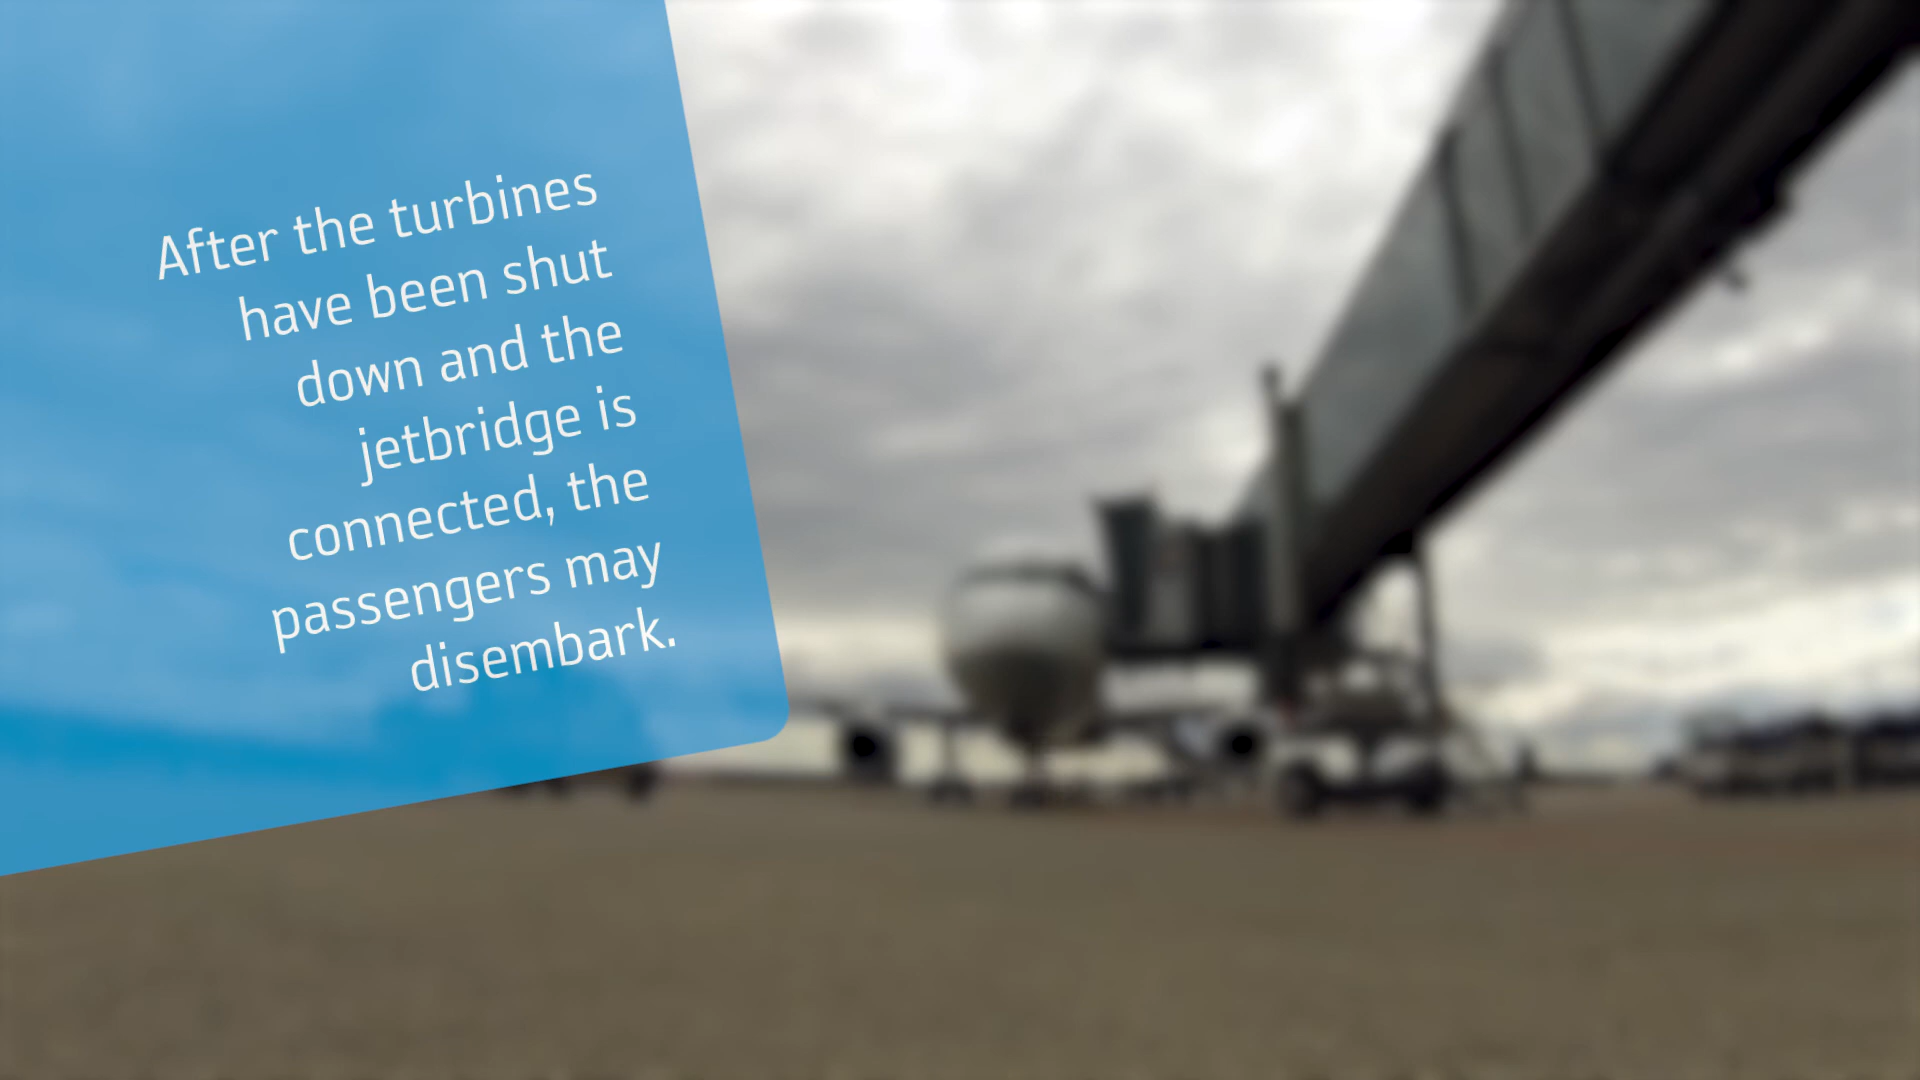 After the turbines
have been shut
down and the
jetbridge is
connected, the
passengers may
disembark.